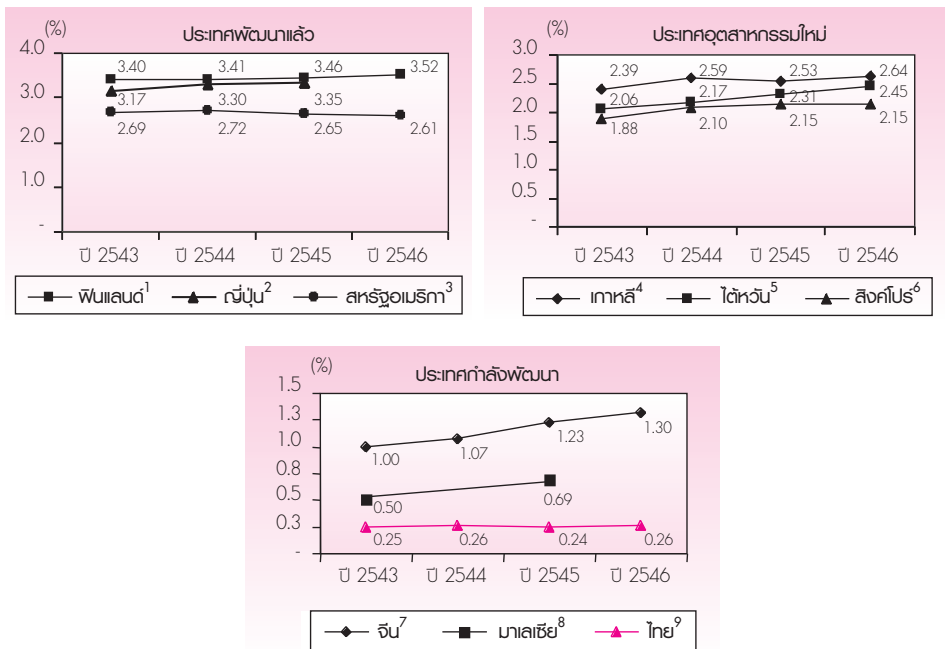 (%)
ประเทศพัฒนาแล้ว
4.0
3.0
2.0
1.0
-
3.40 3.41 3.46 3.52
3.17 3.30 3.35
2.69 2.72 2.65 2.61
ปี 2543 ปี 2544 ปี 2545 ปี 2546
ฟินแลนด์1 ญี่ปุ่น2 สหรัฐอเมริกา3
(%)
ประเทศอุตสาหกรรมใหม่
3.0
2.5
2.0
1.5
1.0
0.5
-
2.39 2.59 2.53 2.64
2.06 2.17 2.31 2.45
1.88 2.10 2.15 2.15
ปี 2543 ปี 2544 ปี 2545 ปี 2546
เกาหลี4 ไต้หวัน5 สิงค์โปร์6
(%)
ประเทศกำลังพัฒนา
1.5
1.3
1.0
0.8
0.5
0.3
-
1.00 1.07 1.23 1.30
0.50 0.69
0.25 0.26 0.24 0.26
ปี 2543 ปี 2544 ปี 2545 ปี 2546
จีน7 มาเลเซีย8 ไทย9